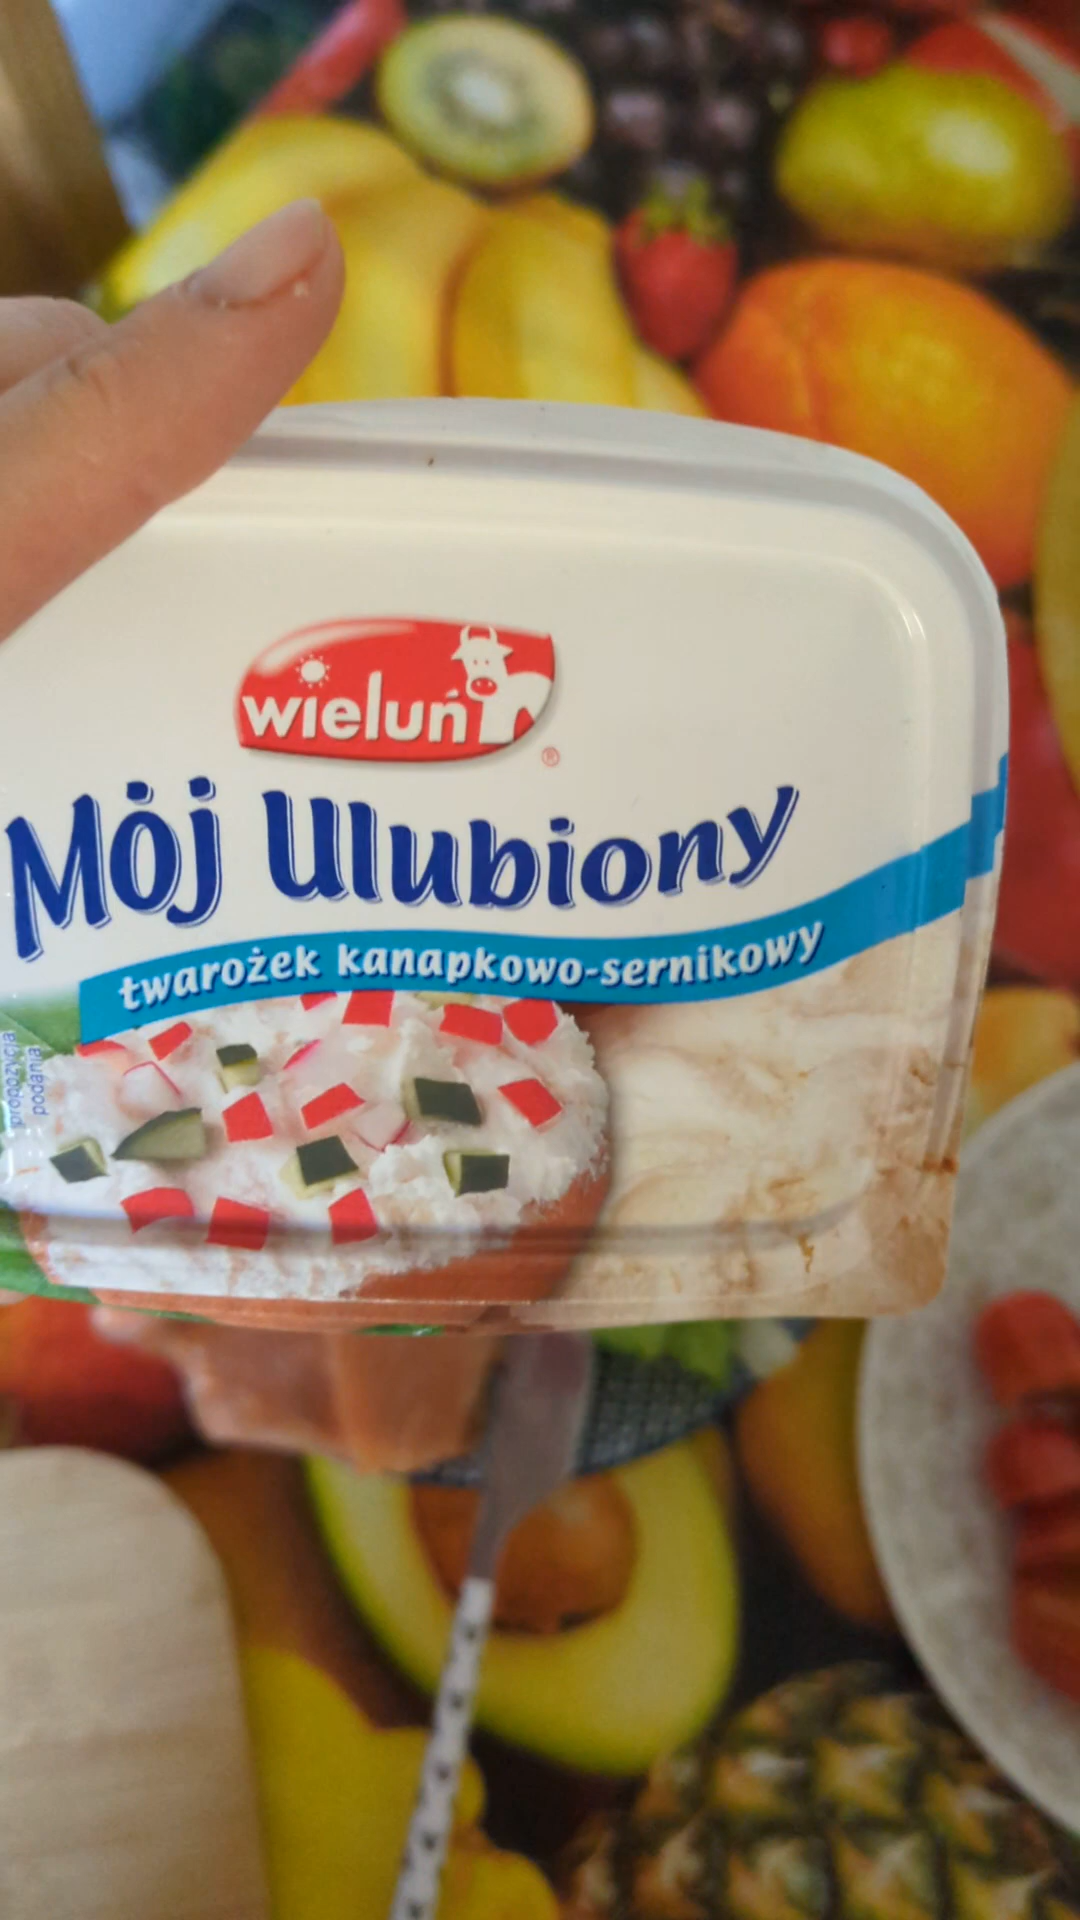 wieluń
®
Mój Ulubiony
twarożek kanapkowo-sernikowy
propozycja
podania